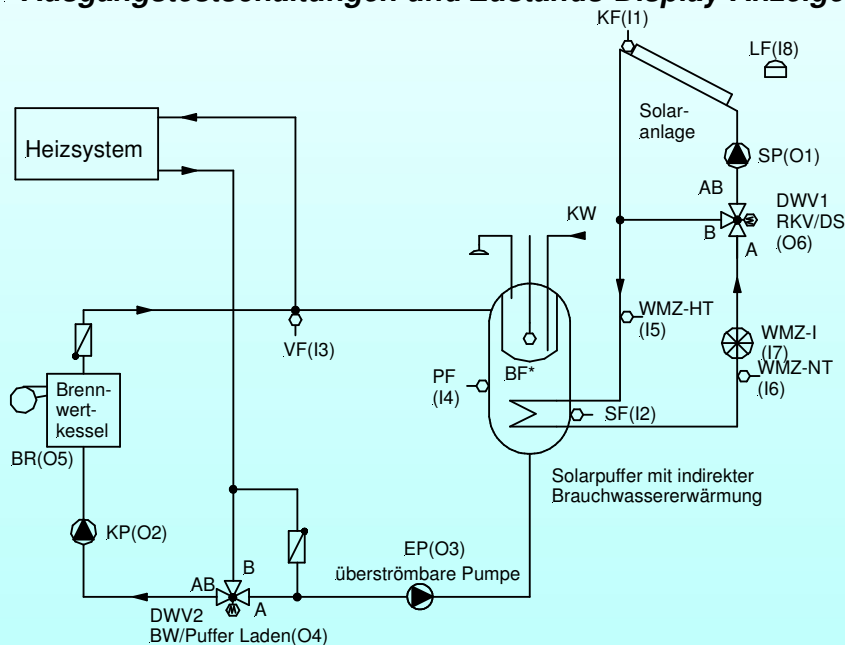 Ausgangstestschaltungen und Zustands-Display-Anzeige
KF(I1)
LF(I8)
Solar-
anlage
SP(O1)
Heizsystem
AB
DWV1
RKV/DS
(O6)
KW
B
A
WMZ-HT
(I5)
WMZ-I
(I7)
VF(I3)
PF
(I4)
BF*
WMZ-NT
(I6)
Brenn-
wert-
kessel
SF(I2)
BR(O5)
Solarpuffer mit indirekter
Brauchwassererwärmung
KP(O2)
EP(O3)
überströmbare Pumpe
B
AB
A
DWV2
BW/Puffer Laden(O4)